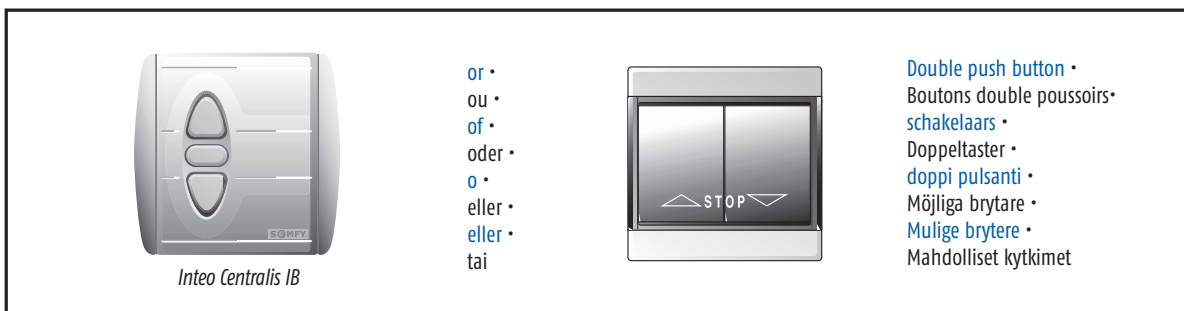 SOMFY
Inteo Centralis IB
or •
ou •
of •
oder •
o •
eller •
eller •
tai
STOP
Double push button •
Boutons double poussoirs•
schakelaars •
Doppeltaster •
doppi pulsanti •
Möjliga brytare •
Mulige brytere •
Mahdolliset kytkimet